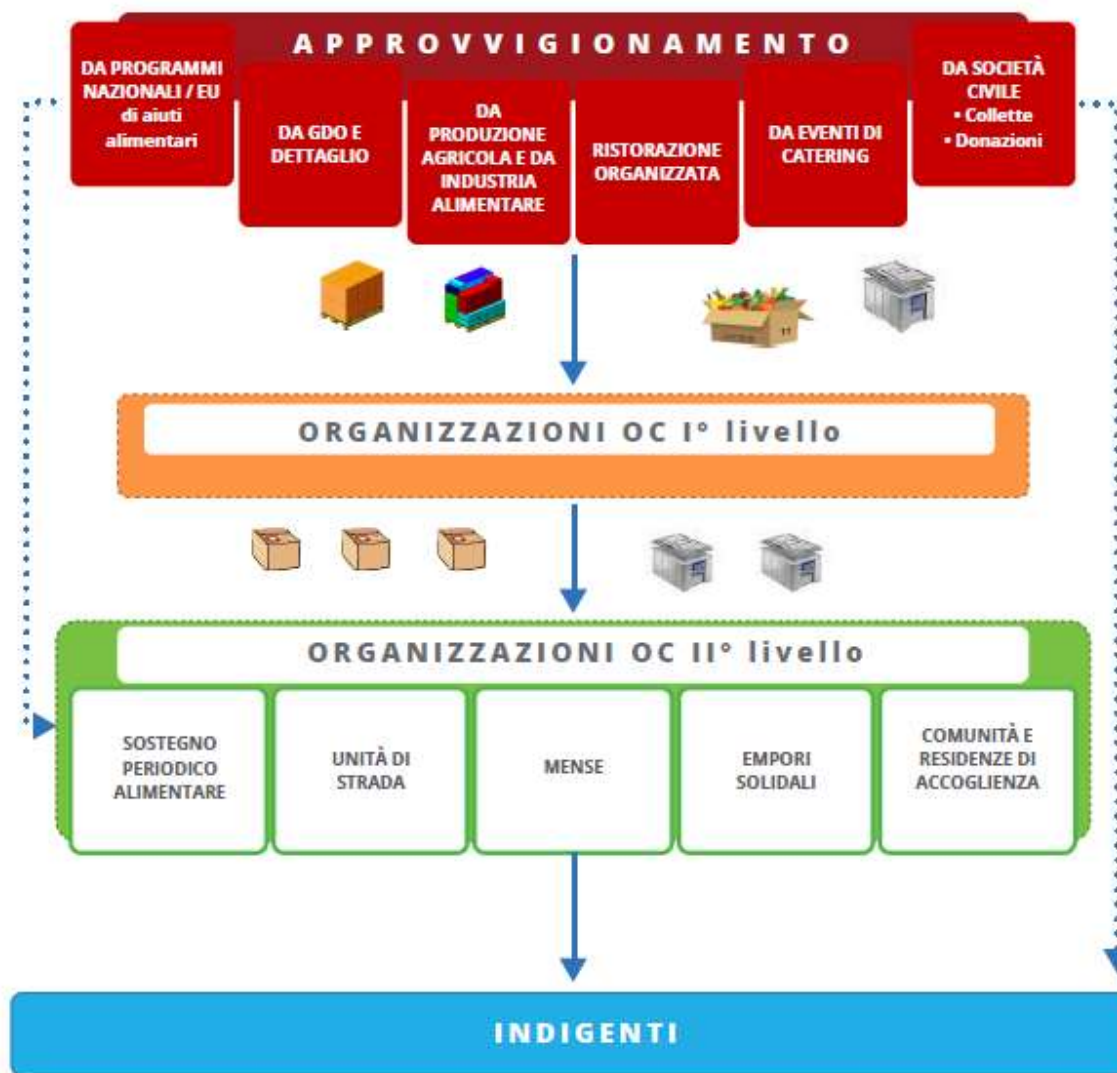 APPROVVIGIONAMENTO
DA PROGRAMMI
NAZIONALI / EU
di aiuti
alimentari
DA GDO E
DETTAGLIO
DA
PRODUZIONE
AGRICOLA E DA
INDUSTRIA
ALIMENTARE
RISTORAZIONE
ORGANIZZATA
DA EVENTI DI
CATERING
DA SOCIETÀ
CIVILE
• Collette
• Donazioni
ORGANIZZAZIONI OC I° livello
ORGANIZZAZIONI OC II° livello
SOSTEGNO
PERIODICO
ALIMENTARE
UNITÀ DI
STRADA
MENSE
EMPORI
SOLIDALI
COMUNITÀ E
RESIDENZE DI
ACCOGLIENZA
INDIGENTI